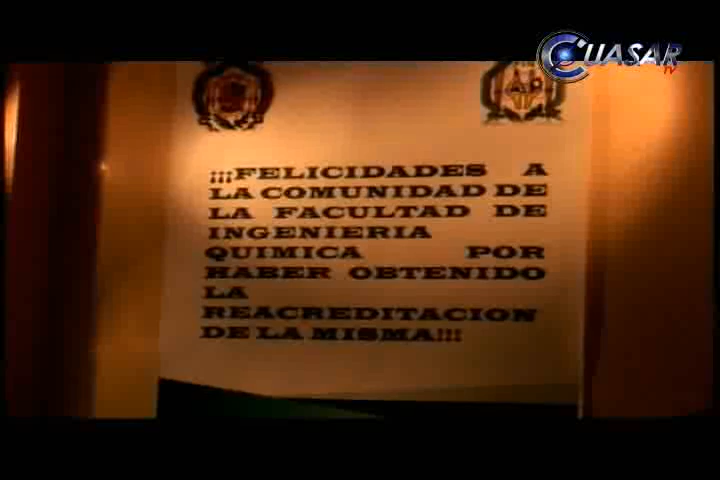 CUASAR
TV
¡¡¡FELICIDADES A
LA COMUNIDAD DE
LA FACULTAD DE
INGENIERIA
QUIMICA POR
HABER OBTENIDO
LA
REACREDITACION
DE LA MISMA!!!